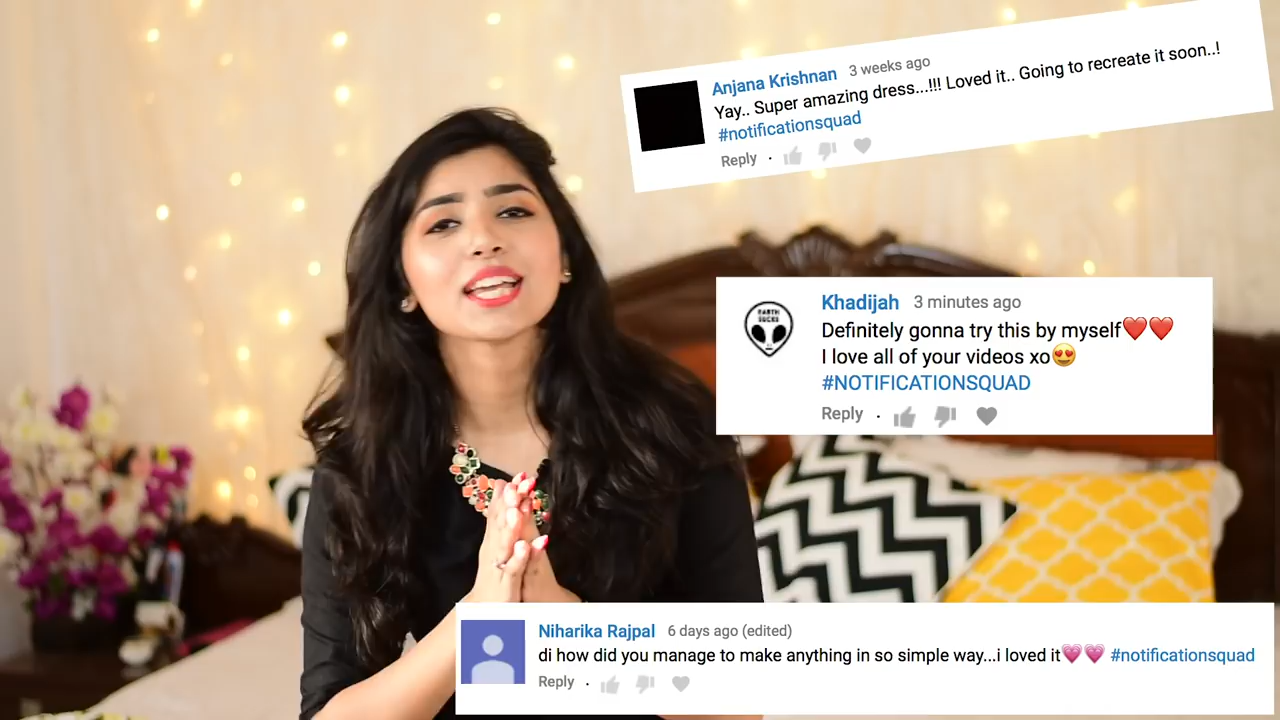 Anjana Krishnan 3 weeks ago
Yay.. Super amazing dress...!!! Loved it.. Going to recreate it soon..!
#notificationsquad
Reply
EARTH
SUCKS
Khadijah 3 minutes ago
Definitely gonna try this by myself❤️❤️
I love all of your videos xo😍
#NOTIFICATIONSQUAD
Reply
Niharika Rajpal 6 days ago (edited)
di how did you manage to make anything in so simple way...i loved it💗💗 #notificationsquad
Reply